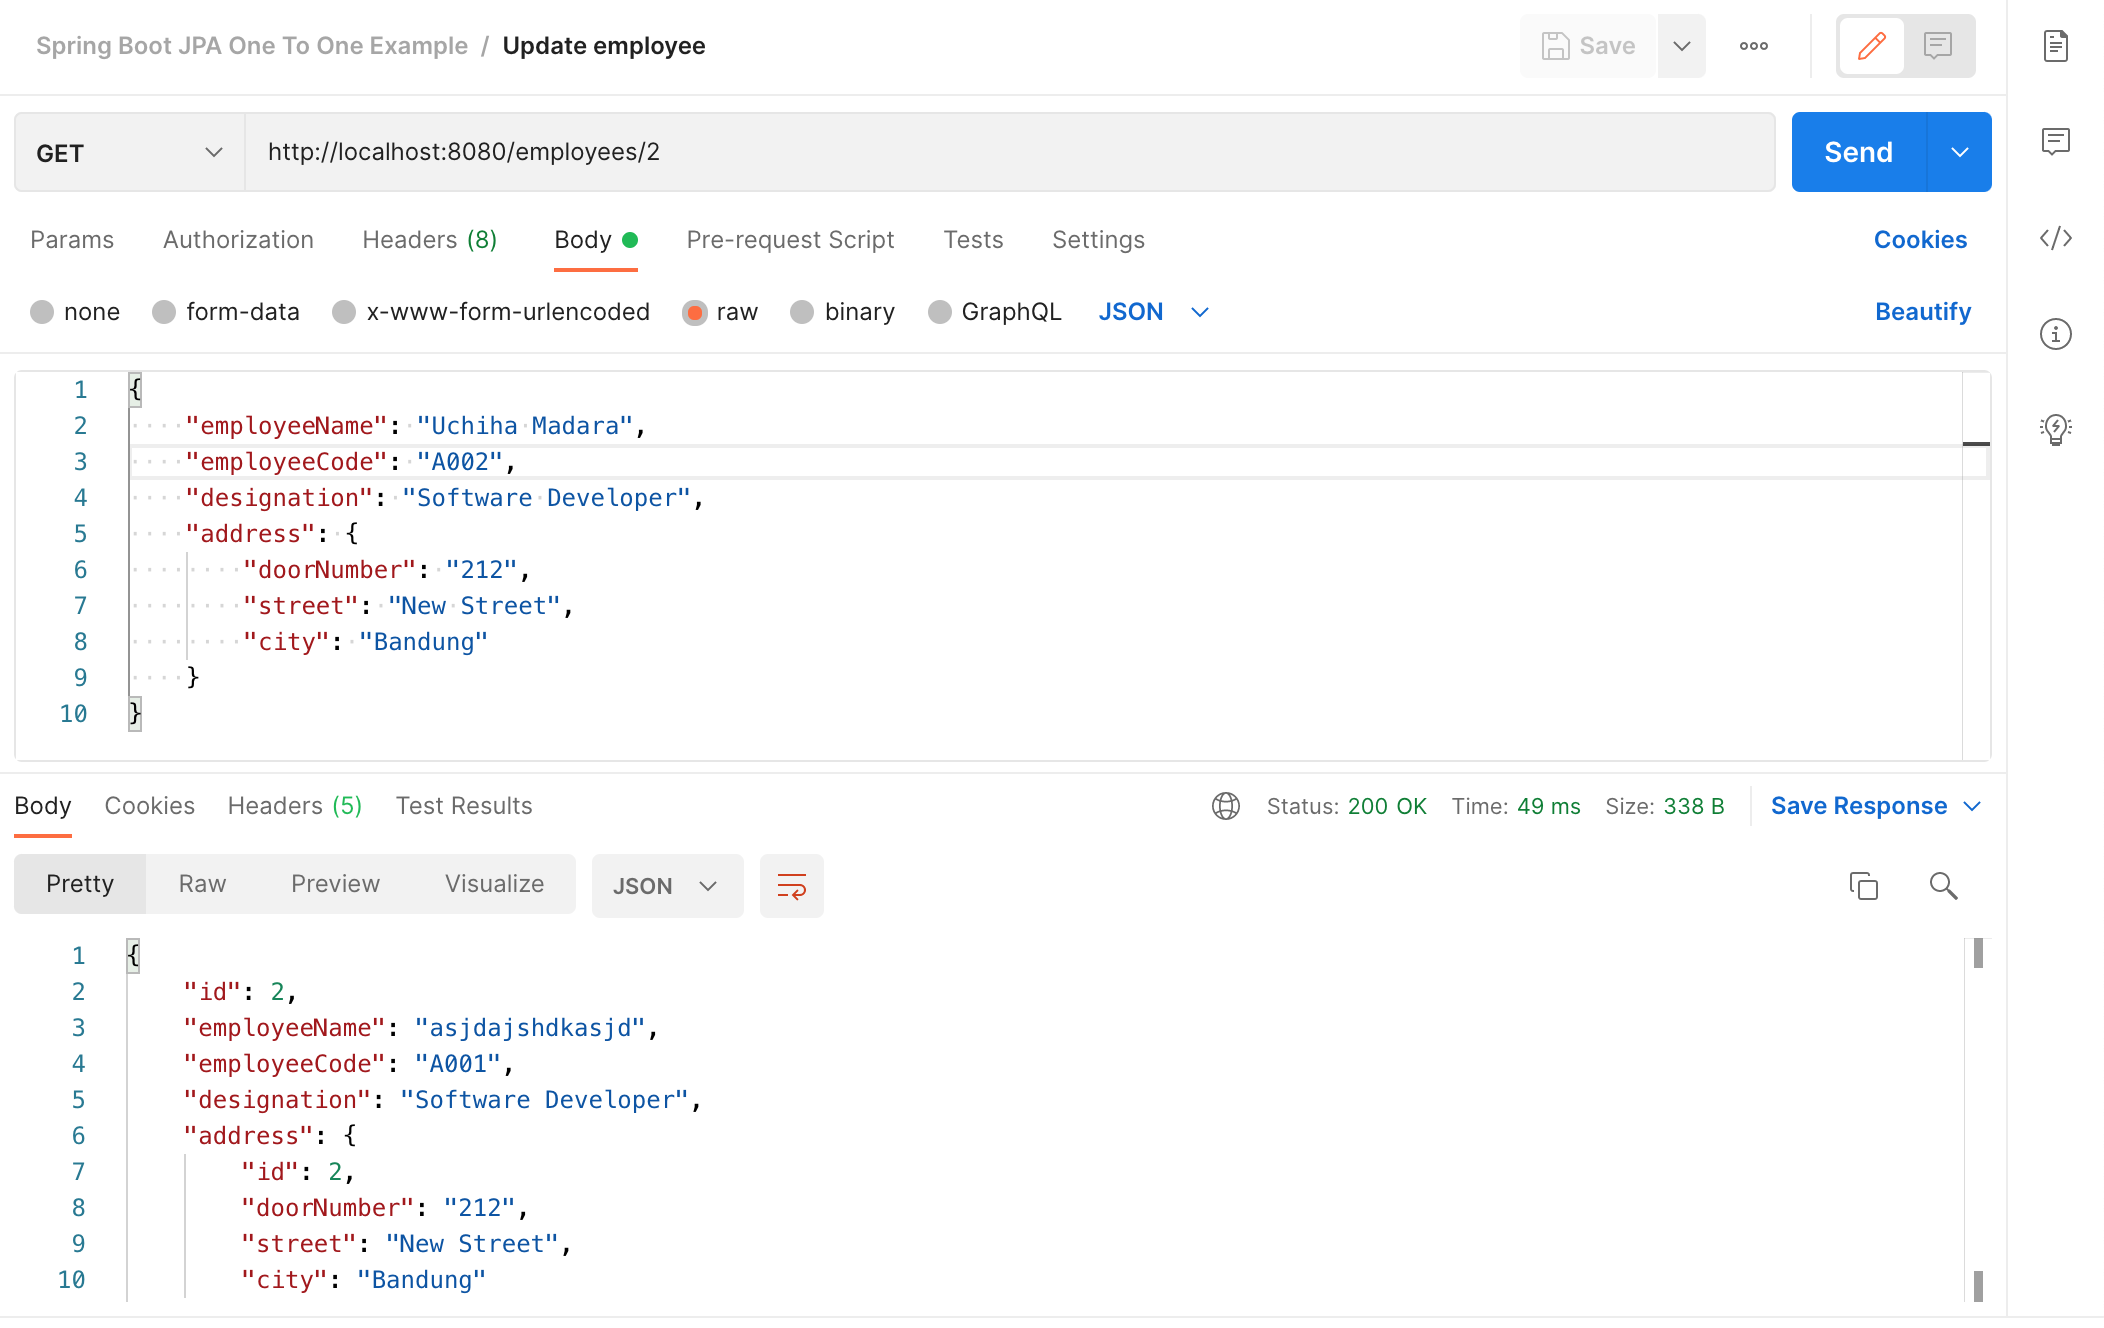 Spring Boot JPA One To One Example / Update employee
Save
GET http://localhost:8080/employees/2 Send
Params Authorization Headers (8) Body Pre-request Script Tests Settings Cookies
none form-data x-www-form-urlencoded raw binary GraphQL JSON Beautify
1 {
2 "employeeName": "Uchiha Madara",
3 "employeeCode": "A002",
4 "designation": "Software Developer",
5 "address": {
6 "doorNumber": "212",
7 "street": "New Street",
8 "city": "Bandung"
9 }
10 }
Body Cookies Headers (5) Test Results Status: 200 OK Time: 49 ms Size: 338 B Save Response
Pretty Raw Preview Visualize JSON
1 {
2 "id": 2,
3 "employeeName": "asjdajshdkasjd",
4 "employeeCode": "A001",
5 "designation": "Software Developer",
6 "address": {
7 "id": 2,
8 "doorNumber": "212",
9 "street": "New Street",
10 "city": "Bandung"